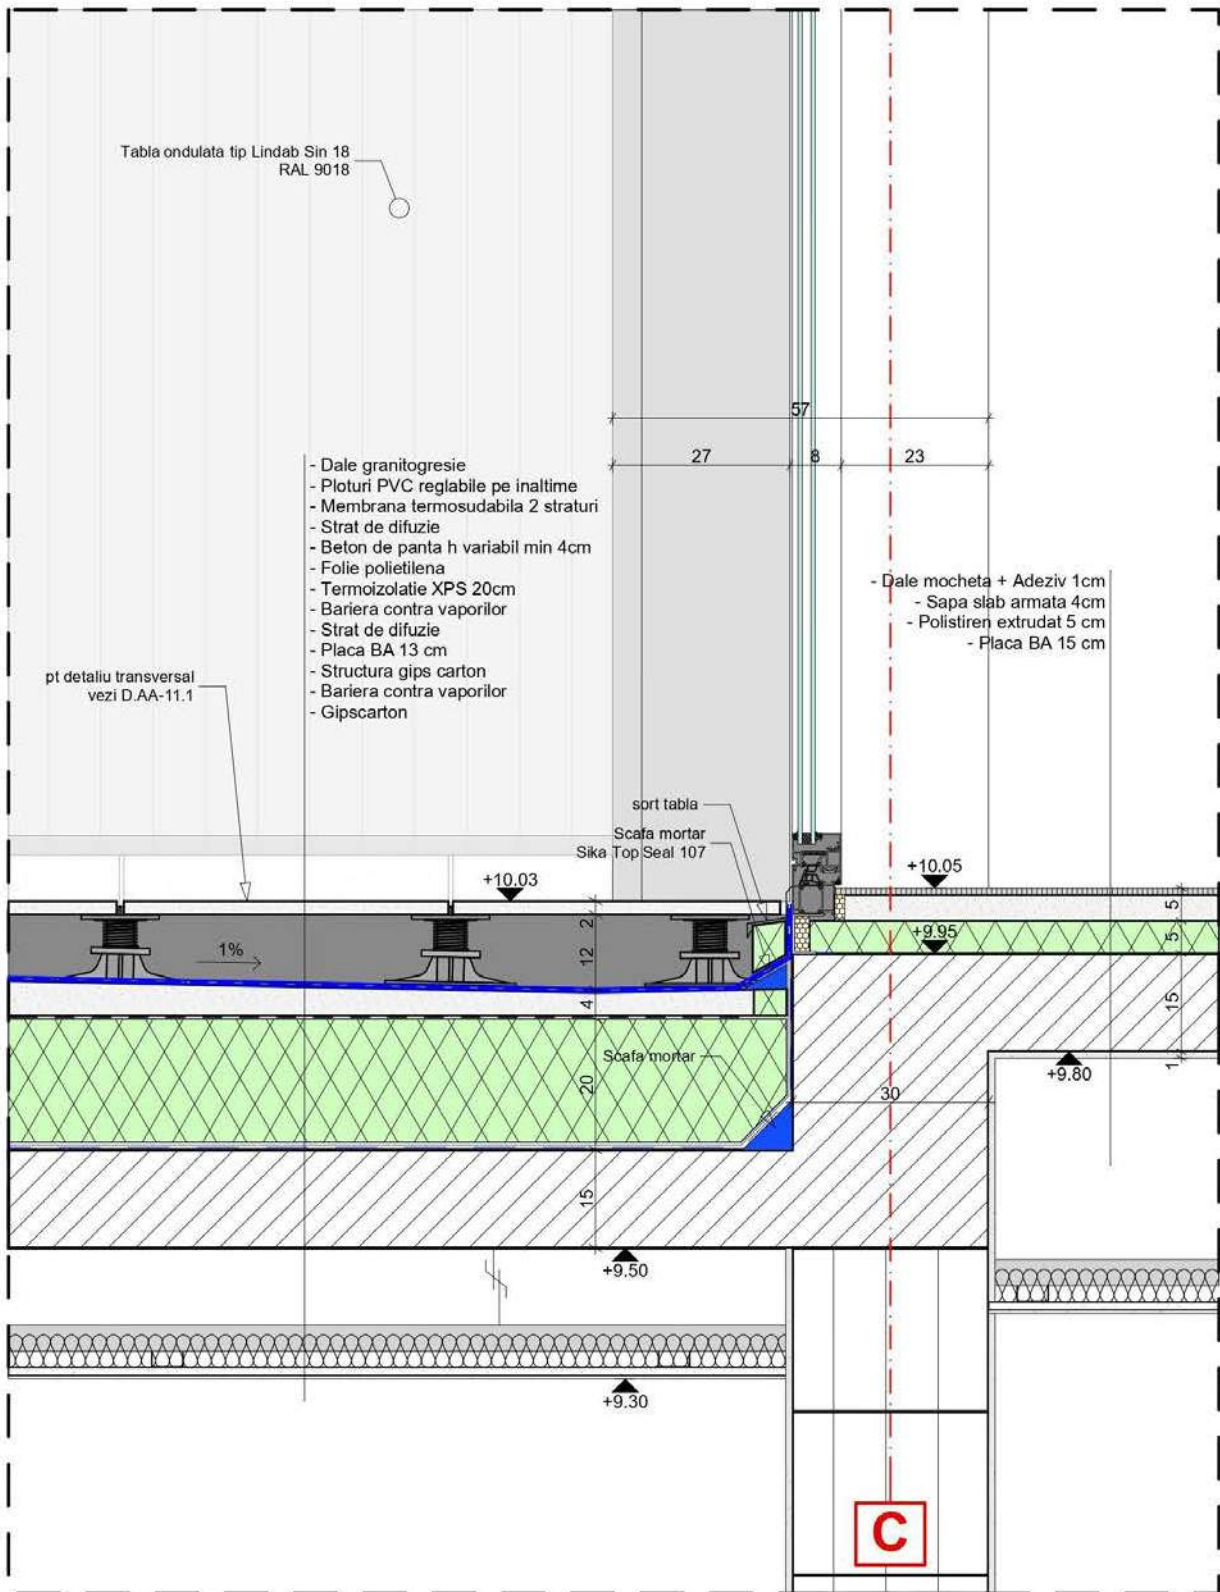 Tabla ondulata tip Lindab Sin 18
RAL 9018
57
27
8
23
- Dale granitogresie
- Ploturi PVC reglabile pe inaltime
- Membrana termosudabila 2 straturi
- Strat de difuzie
- Beton de panta h variabil min 4cm
- Folie polietilena
- Termoizolatie XPS 20cm
- Bariera contra vaporilor
- Strat de difuzie
- Placa BA 13 cm
- Structura gips carton
- Bariera contra vaporilor
- Gipscarton
- Dale mocheta + Adeziv 1cm
- Sapa slab armata 4cm
- Polistiren extrudat 5 cm
- Placa BA 15 cm
pt detaliu transversal
vezi D.AA-11.1
sort tabla
Scafa mortar
Sika Top Seal 107
+10.03
+10.05
2
5
1%
12
+9.95
5
4
15
Scafa mortar
1
+9.80
20
30
15
+9.50
+9.30
C